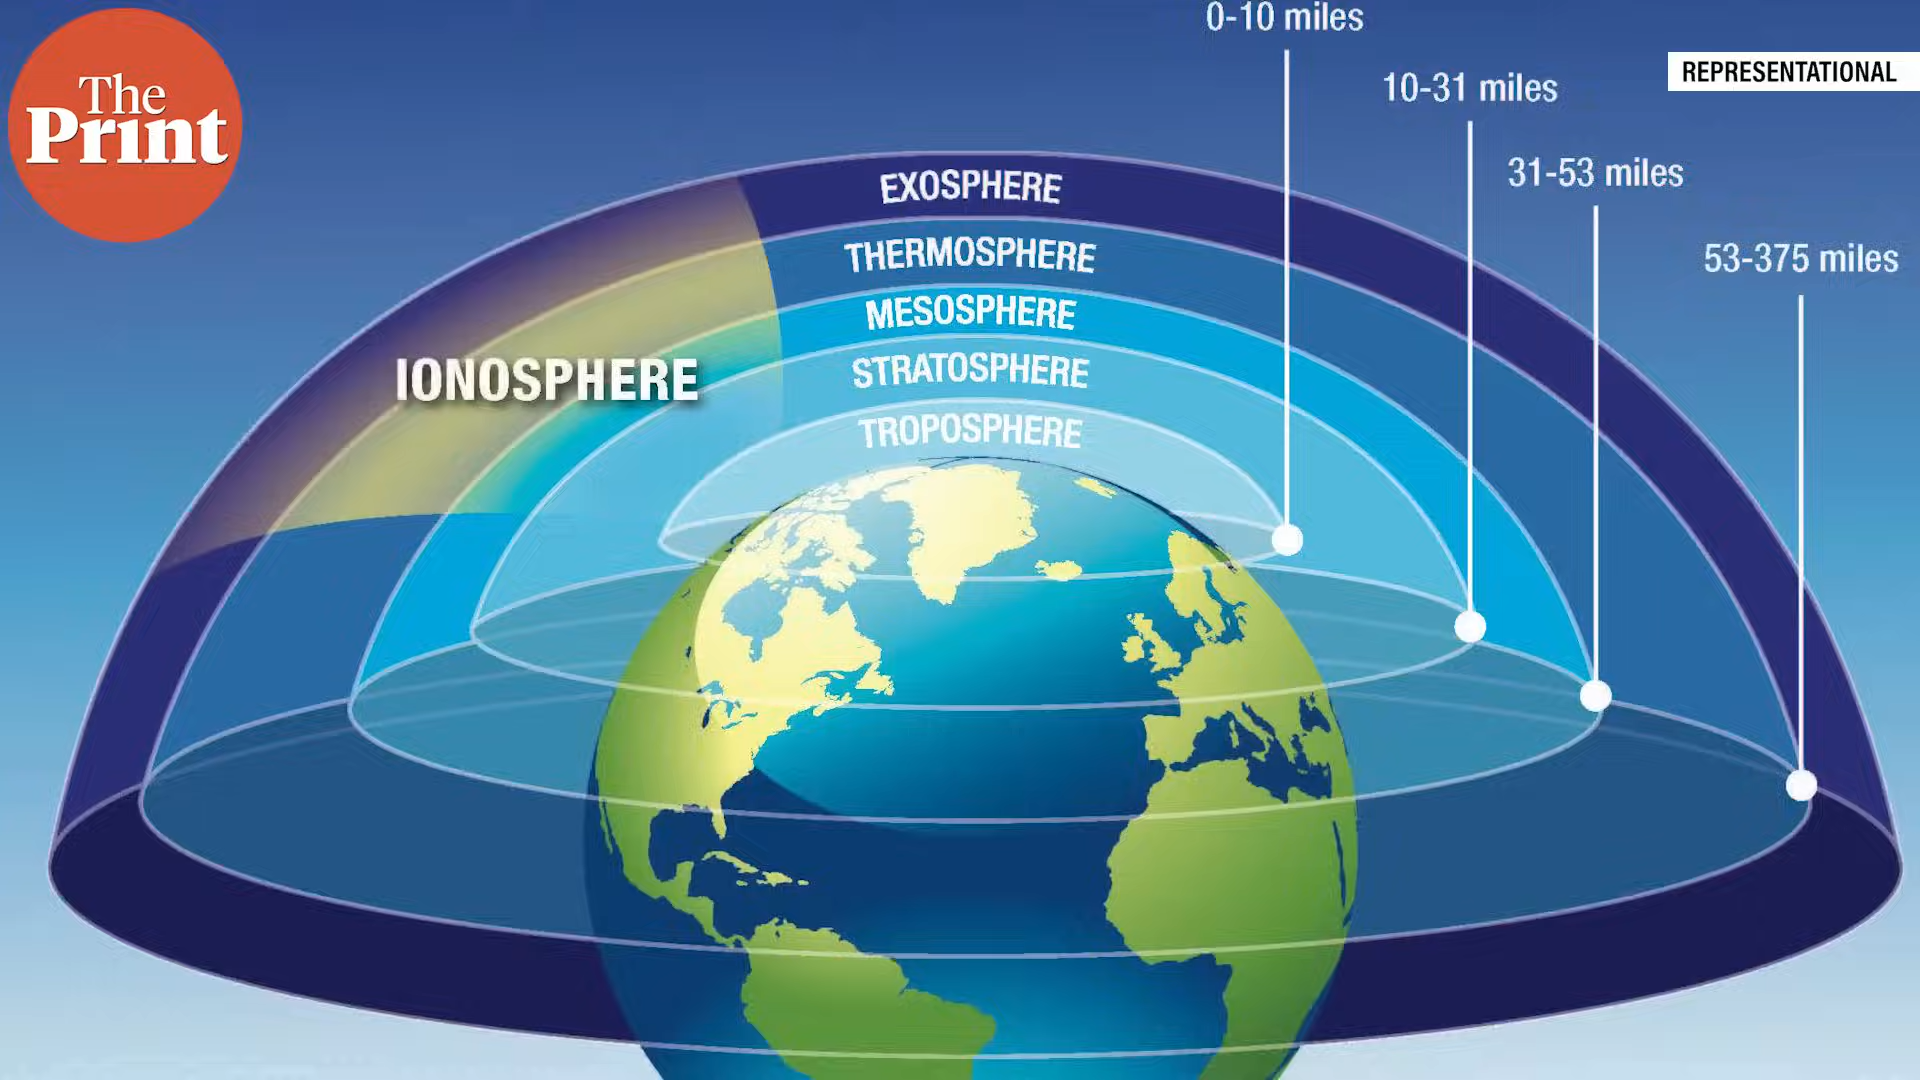 The
Print
0-10 miles
10-31 miles
REPRESENTATIONAL
31-53 miles
53-375 miles
EXOSPHERE
THERMOSPHERE
MESOSPHERE
STRATOSPHERE
TROPOSPHERE
IONOSPHERE